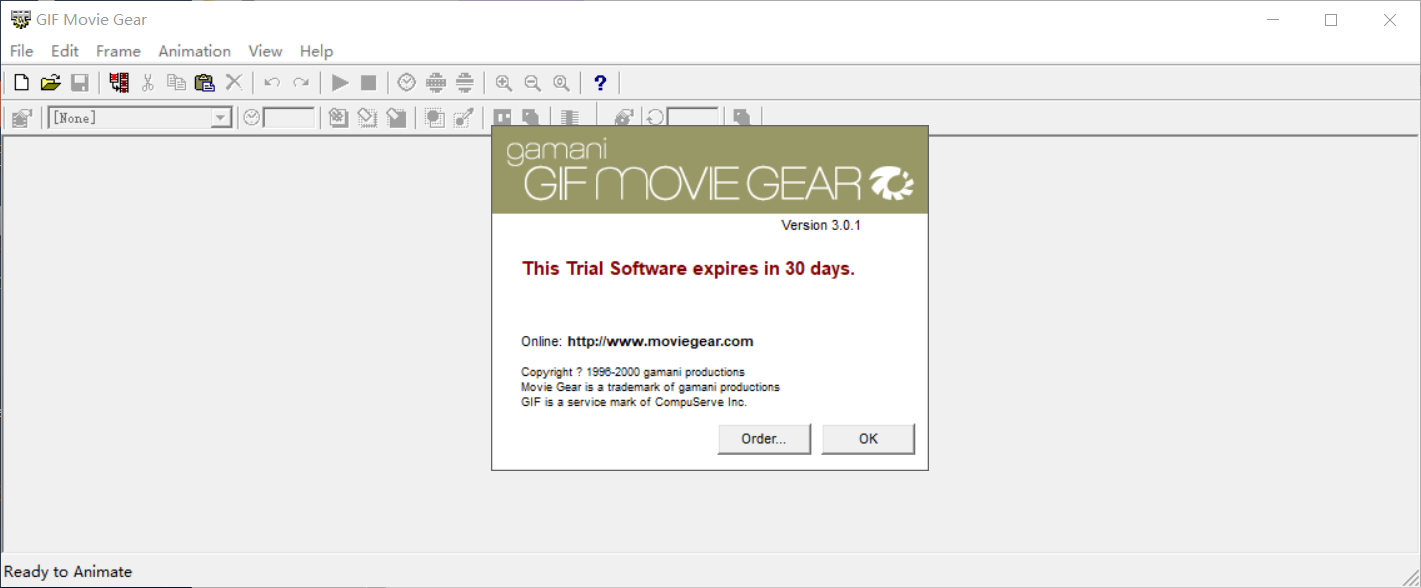 GIF Movie Gear
File Edit Frame Animation View Help
?
[None]
gamani
GIF MOVIE GEAR
Version 3.0.1
This Trial Software expires in 30 days.
Online: http://www.moviegear.com
Copyright ? 1996-2000 gamani productions
Movie Gear is a trademark of gamani productions
GIF is a service mark of CompuServe Inc.
Order... OK
Ready to Animate